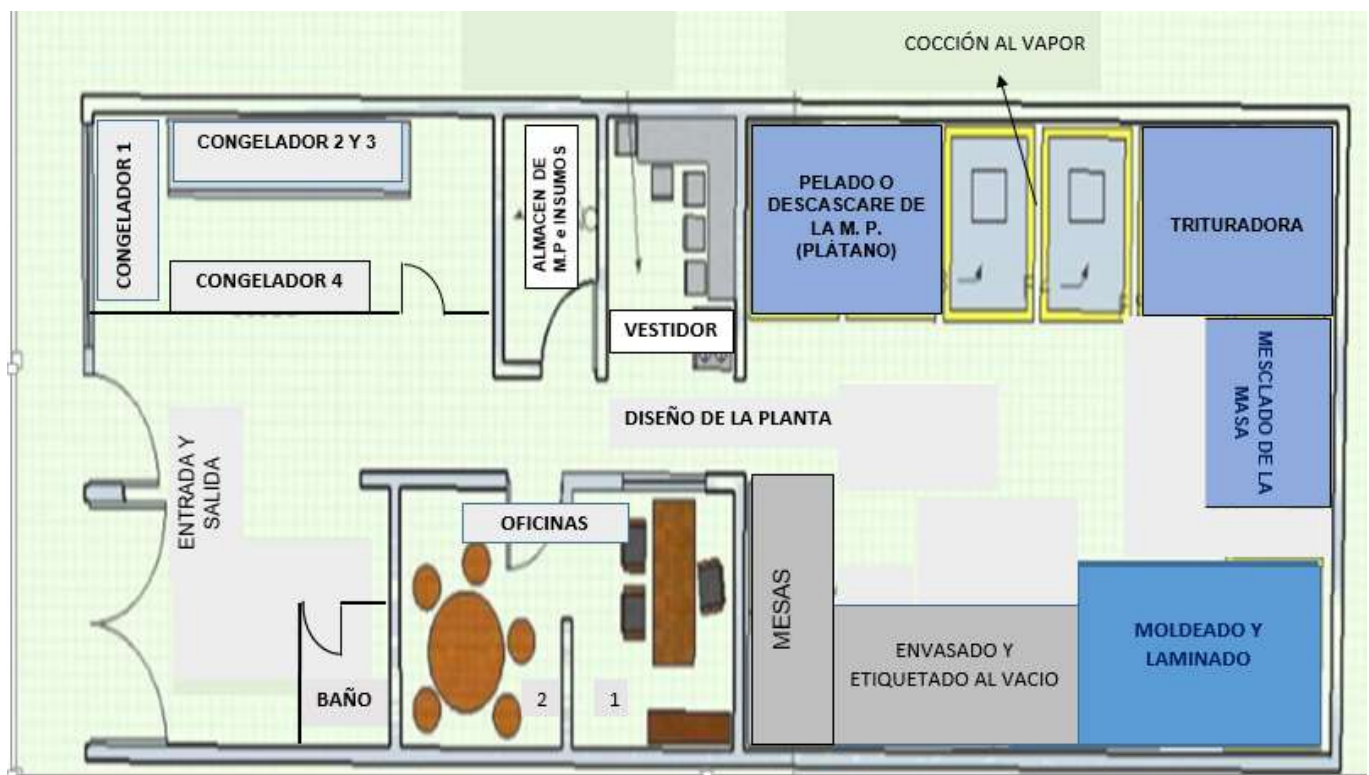 COCCIÓN AL VAPOR
CONGELADOR 1
CONGELADOR 2 Y 3
CONGELADOR 4
ALMACEN DE
M.P e INSUMOS
VESTIDOR
PELADO O
DESCASCARE DE
LA M. P.
(PLÁTANO)
TRITURADORA
MESCLADO DE LA
MASA
DISEÑO DE LA PLANTA
ENTRADA Y
SALIDA
OFICINAS
BAÑO
2
1
MESAS
ENVASADO Y
ETIQUETADO AL VACIO
MOLDEADO Y
LAMINADO